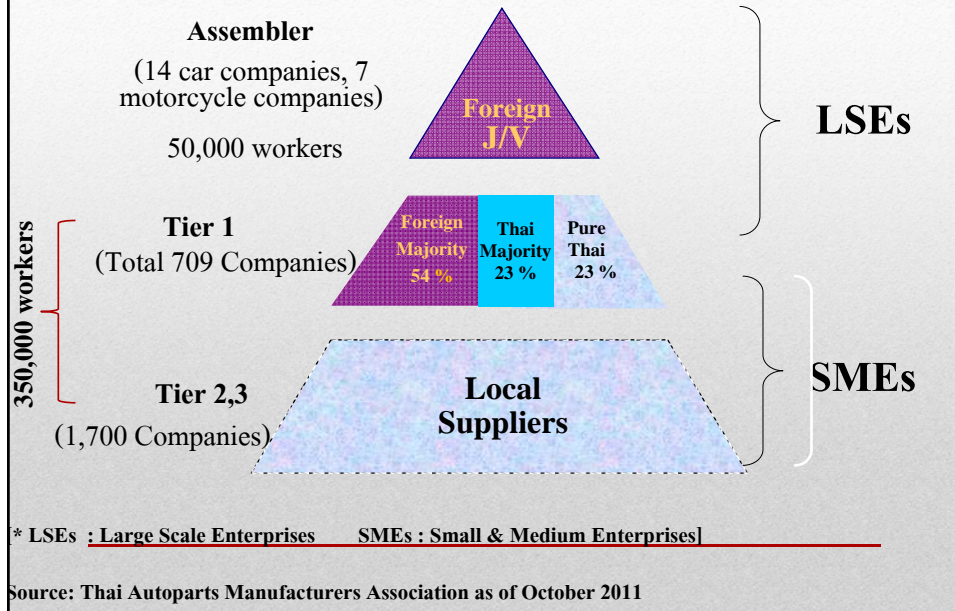 Assembler
(14 car companies, 7
motorcycle companies)
50,000 workers
Foreign
J/V
LSEs
Tier 1
(Total 709 Companies)
Foreign
Majority
54 %
Thai
Majority
23 %
Pure
Thai
23 %
350,000 workers
Tier 2,3
(1,700 Companies)
Local
Suppliers
SMEs
[* LSEs : Large Scale Enterprises SMEs : Small & Medium Enterprises]
Source: Thai Autoparts Manufacturers Association as of October 2011